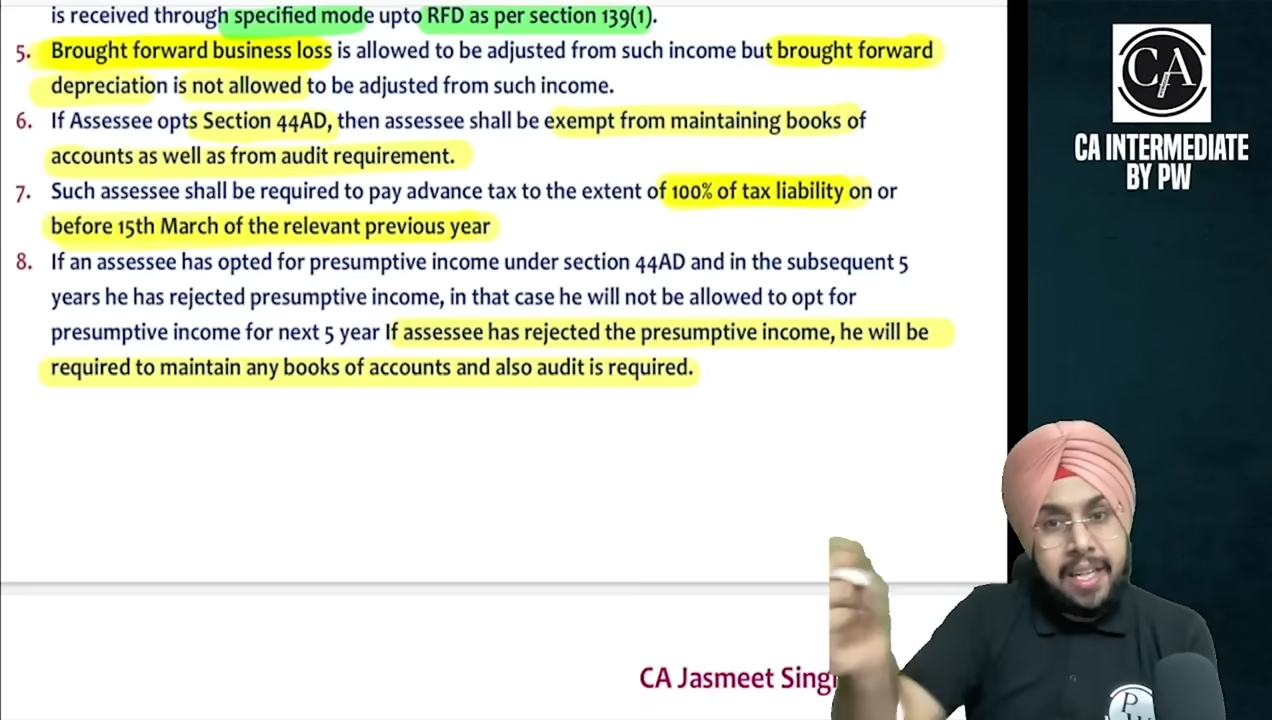 is received through specified mode upto RFD as per section 139(1).
5. Brought forward business loss is allowed to be adjusted from such income but brought forward
depreciation is not allowed to be adjusted from such income.
6. If Assessee opts Section 44AD, then assessee shall be exempt from maintaining books of
accounts as well as from audit requirement.
7. Such assessee shall be required to pay advance tax to the extent of 100% of tax liability on or
before 15th March of the relevant previous year
8. If an assessee has opted for presumptive income under section 44AD and in the subsequent 5
years he has rejected presumptive income, in that case he will not be allowed to opt for
presumptive income for next 5 year If assessee has rejected the presumptive income, he will be
required to maintain any books of accounts and also audit is required.
CA
CA INTERMEDIATE
BY PW
CA Jasmeet Singh
P